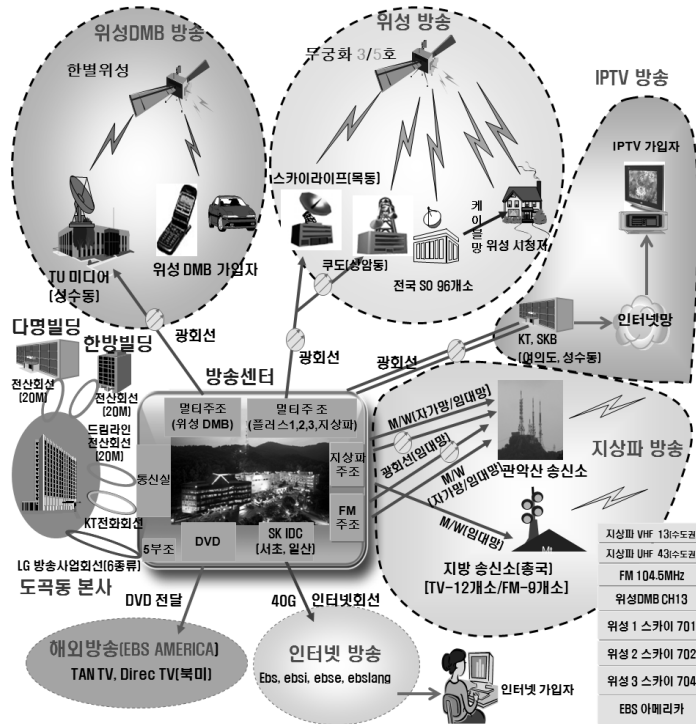 위성DMB 방송
한별위성
TU 미디어
(성수동)
위성 DMB 가입자
광회선
위성 방송
무궁화 3/5호
스카이라이프(목동)
쿠도(상암동)
전국 SO 96개소
케이블망
위성 시청자
광회선
IPTV 방송
IPTV 가입자
인터넷망
KT, SKB
(여의도, 성수동)
광회선
다명빌딩
전산회선
(20M)
한방빌딩
전산회선
(20M)
드림라인
전산회선
(20M)
KT전화회선
LG 방송사업회선(6종류)
도곡동 본사
방송센터
멀티주조
(위성 DMB)
멀티주 조
(플러스1,2,3,지상파)
통신실
지상파
주조
FM
주조
5부조
DVD
SK IDC
(서초,일산)
M/W(자가망/임대망)
광회선(임대망)
M/W
(자가망/임대망)
M/W(임대망)
지상파 방송
관악산 송신소
지방 송신소(총국)
[TV-12개소/FM-9개소]
지상파 VHF 13(수도권
지상파 UHF 43(수도권
FM 104.5MHz
위성DMB CH13
위성 1 스카이 701
위성 2 스카이 702
위성 3 스카이 704
EBS 아메리카
DVD 전달
해외방송(EBS AMERICA)
TAN TV, Direc TV(북미)
40G 인터넷회선
인터넷 방송
Ebs, ebsi, ebse, ebslang
인터넷 가입자